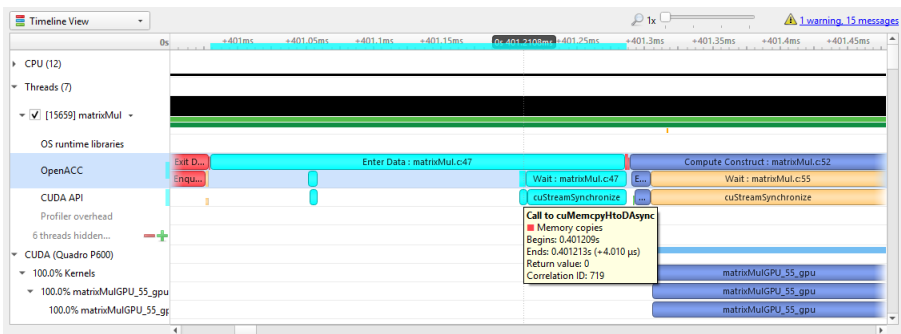 Timeline View
1x
1 warning, 15 messages
0s
+401ms
+401.05ms
+401.1ms
+401.15ms
0s 401.2108ms
+401.25ms
+401.3ms
+401.35ms
+401.4ms
+401.45ms
CPU (12)
Threads (7)
[15659] matrixMul
OS runtime libraries
OpenACC
Exit D...
Enter Data : matrixMul.c:47
Compute Construct : matrixMul.c:52
Enqu...
Wait : matrixMul.c:47
E...
Wait : matrixMul.c:55
CUDA API
cuStreamSynchronize
...
cuStreamSynchronize
Profiler overhead
6 threads hidden...
Call to cuMemcpyHtoDAsync
Memory copies
Begins: 0.401209s
Ends: 0.401213s (+4.010 μs)
Return value: 0
Correlation ID: 719
CUDA (Quadro P600)
100.0% Kernels
matrixMulGPU_55_gpu
100.0% matrixMulGPU_55_gpu
matrixMulGPU_55_gpu
100.0% matrixMulGPU_55_gp
matrixMulGPU_55_gpu